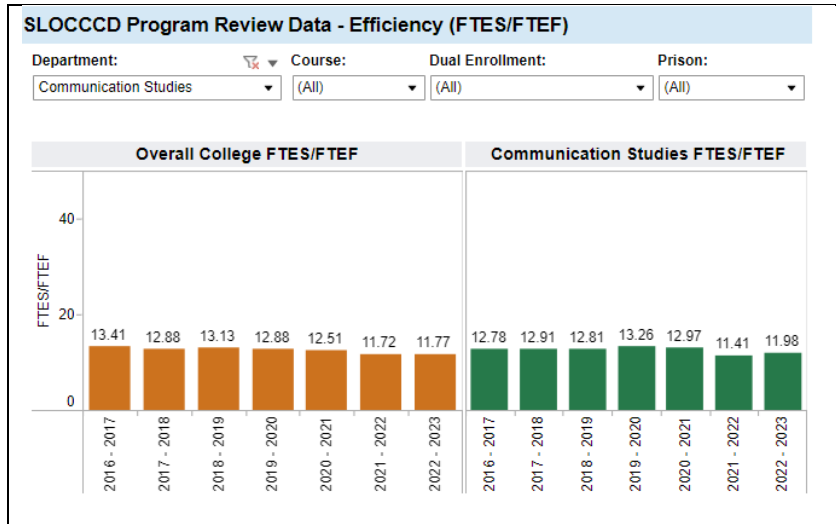 SLOCCCD Program Review Data - Efficiency (FTES/FTEF)
Department: Course: Dual Enrollment: Prison:
Communication Studies (All) (All) (All)
Overall College FTES/FTEF Communication Studies FTES/FTEF
FTES/FTEF
40
20
0
13.41 12.88 13.13 12.88 12.51 11.72 11.77 12.78 12.91 12.81 13.26 12.97 11.41 11.98
2016 - 2017 2017 - 2018 2018 - 2019 2019 - 2020 2020 - 2021 2021 - 2022 2022 - 2023 2016 - 2017 2017 - 2018 2018 - 2019 2019 - 2020 2020 - 2021 2021 - 2022 2022 - 2023